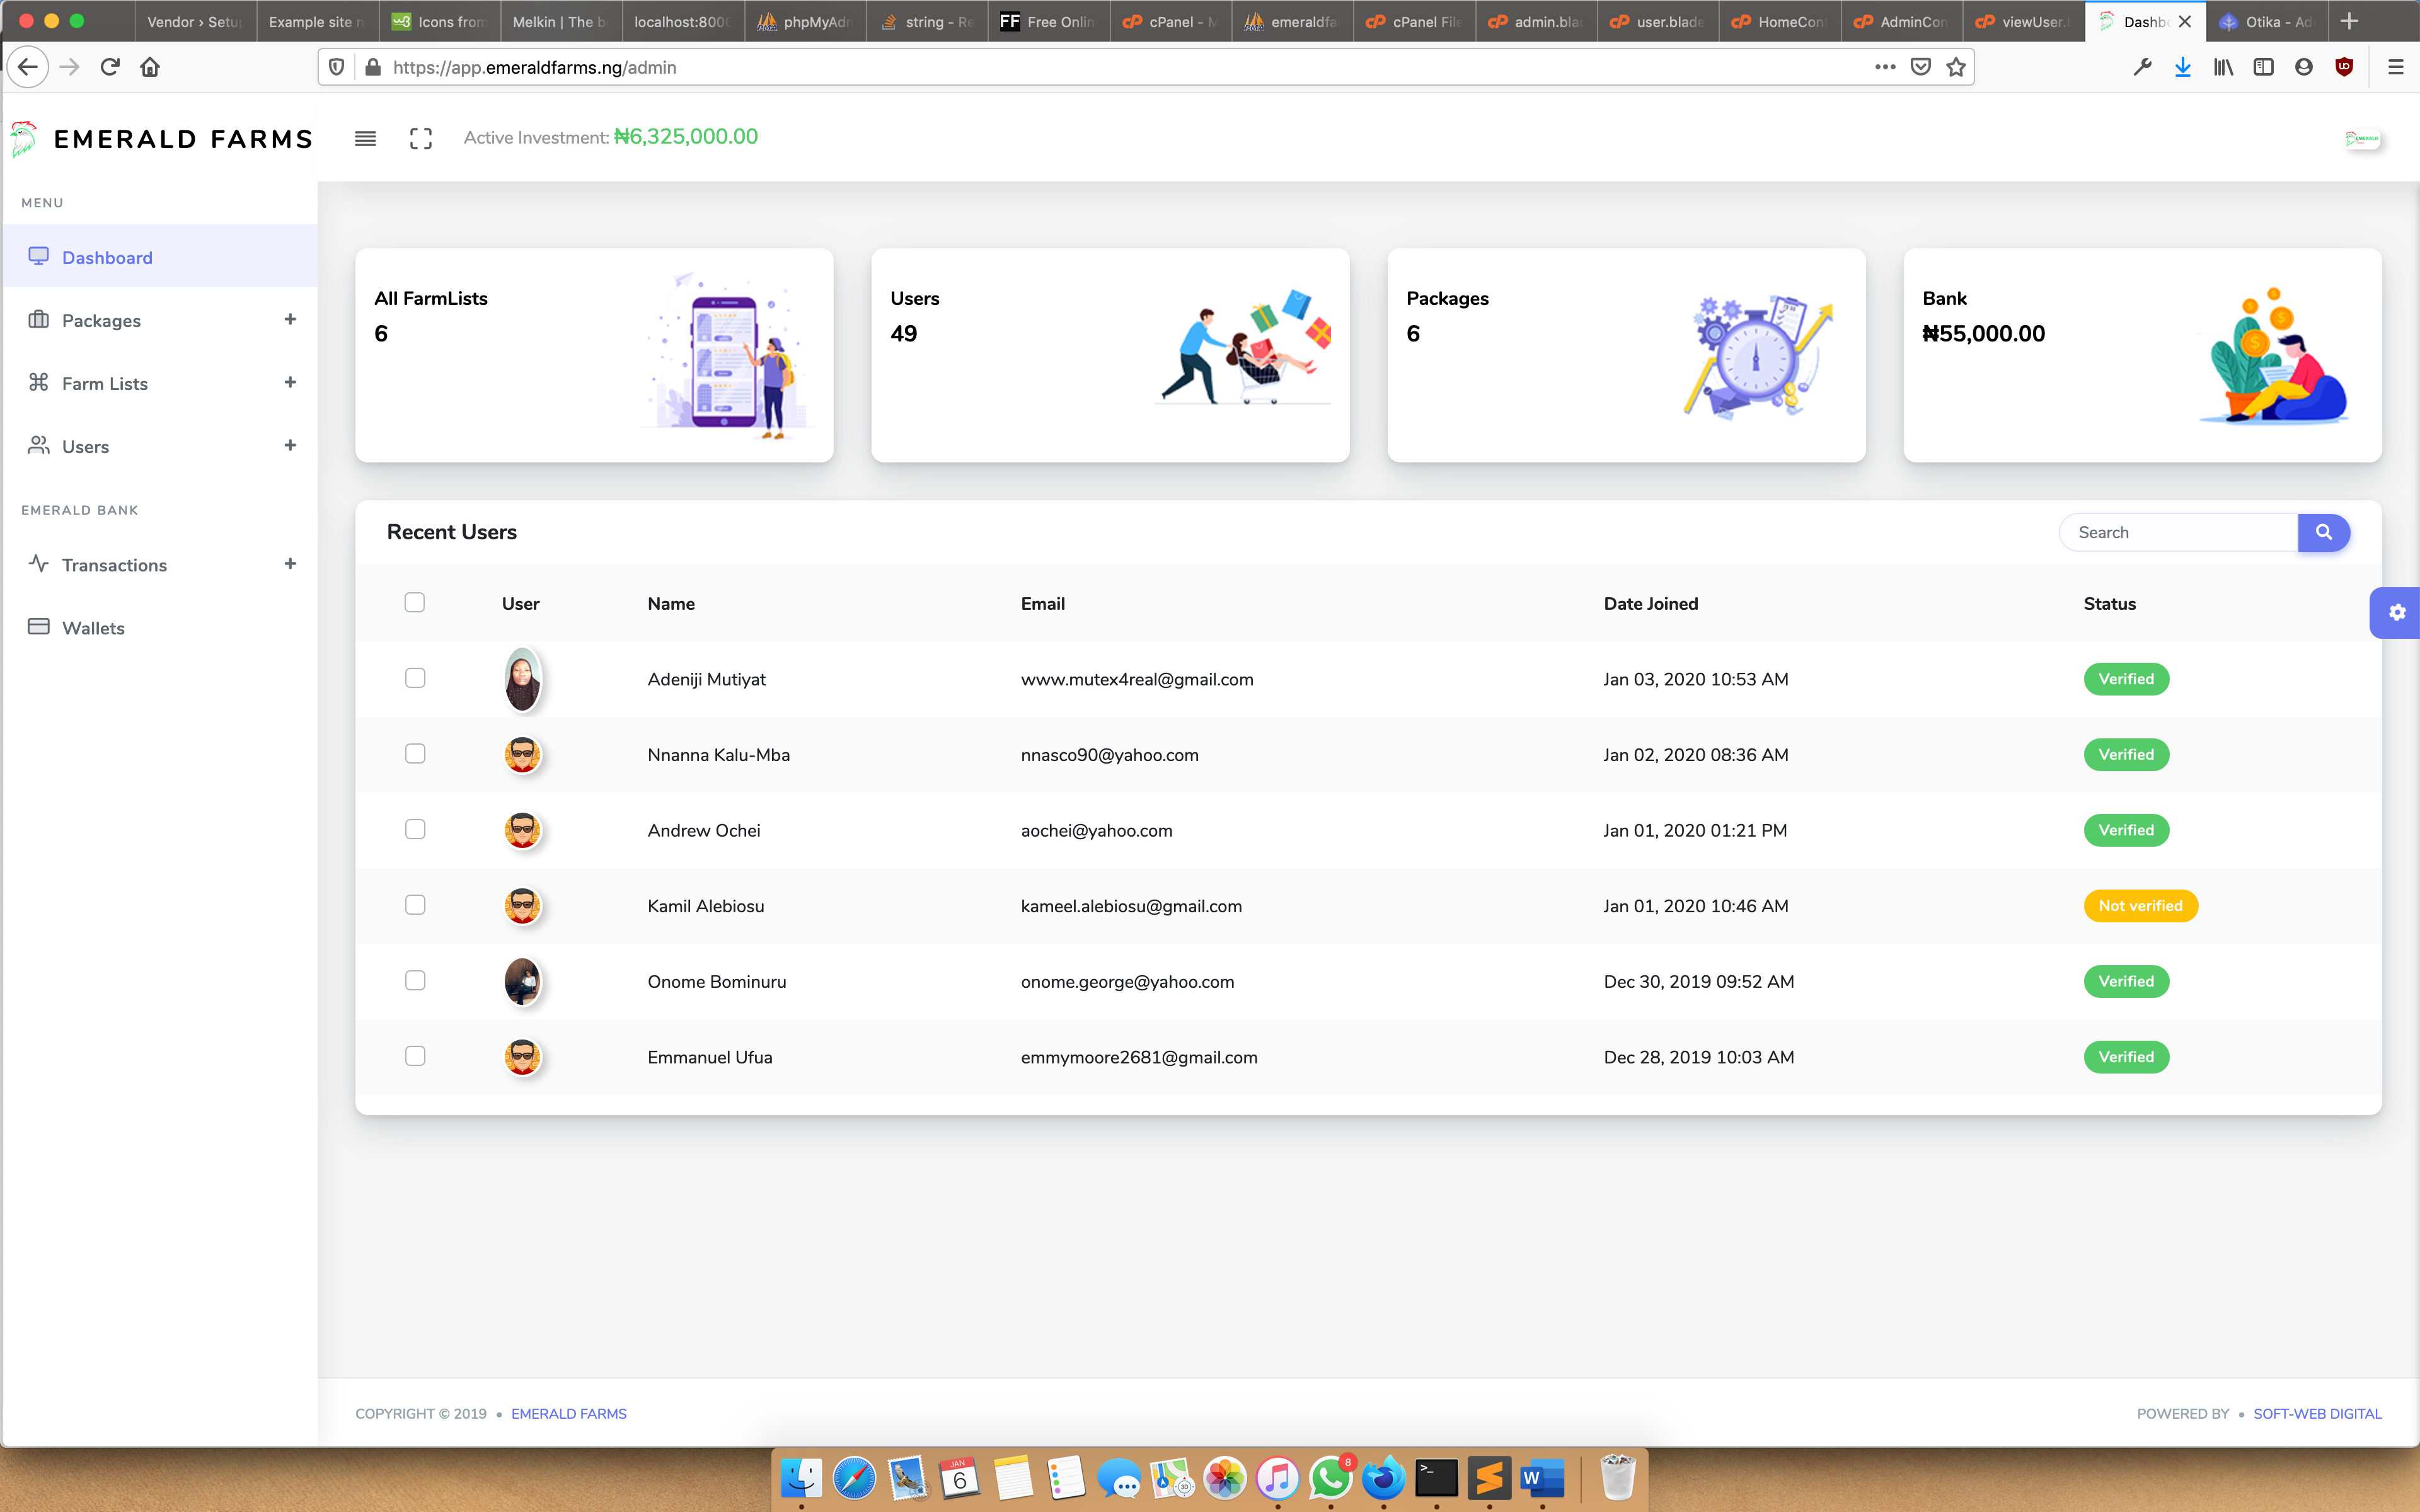 Vendor › Setu
Example site n
Icons from
Melkin | The b
localhost:8000
phpMyAdn
string - Re
FF Free Onlin
cPanel - M
emeraldfa
cPanel File
admin.blad
user.blade
HomeCont
AdminCon
viewUser.b
Dashbo
Otika - Ad
https://app.emeraldfarms.ng/admin
EMERALD FARMS
Active Investment: ₦6,325,000.00
MENU
Dashboard
Packages
Farm Lists
Users
EMERALD BANK
Transactions
Wallets
All FarmLists
6
Users
49
Packages
6
Bank
₦55,000.00
Recent Users
Search
User Name Email Date Joined Status
Adeniji Mutiyat www.mutex4real@gmail.com Jan 03, 2020 10:53 AM Verified
Nnanna Kalu-Mba nnasco90@yahoo.com Jan 02, 2020 08:36 AM Verified
Andrew Ochei aochei@yahoo.com Jan 01, 2020 01:21 PM Verified
Kamil Alebiosu kameel.alebiosu@gmail.com Jan 01, 2020 10:46 AM Not verified
Onome Bominuru onome.george@yahoo.com Dec 30, 2019 09:52 AM Verified
Emmanuel Ufua emmymoore2681@gmail.com Dec 28, 2019 10:03 AM Verified
COPYRIGHT © 2019 • EMERALD FARMS
POWERED BY • SOFT-WEB DIGITAL
JAN
6
8
W